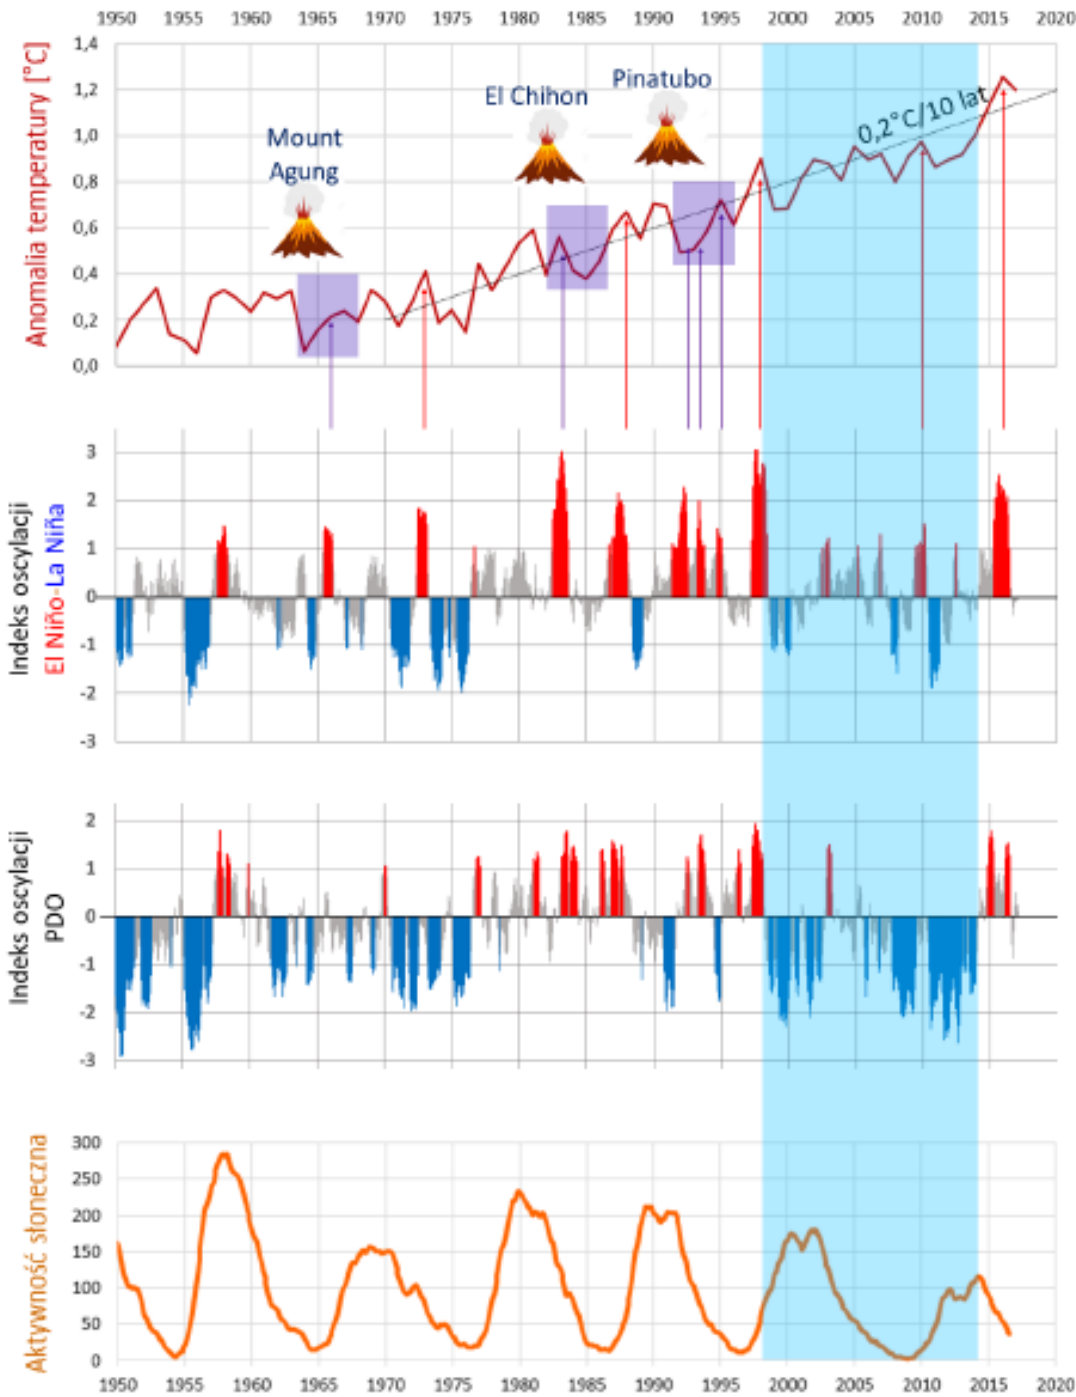 1950 1955 1960 1965 1970 1975 1980 1985 1990 1995 2000 2005 2010 2015 2020
Anomalia temperatury [°C]
1,4
1,2
1,0
0,8
0,6
0,4
0,2
0,0
Mount
Agung
El Chihon
Pinatubo
0,2°C/10 lat
Indeks oscylacji
El Niño-La Niña
3
2
1
0
-1
-2
-3
Indeks oscylacji
PDO
2
1
0
-1
-2
-3
Aktywność słoneczna
300
250
200
150
100
50
0
1950 1955 1960 1965 1970 1975 1980 1985 1990 1995 2000 2005 2010 2015 2020